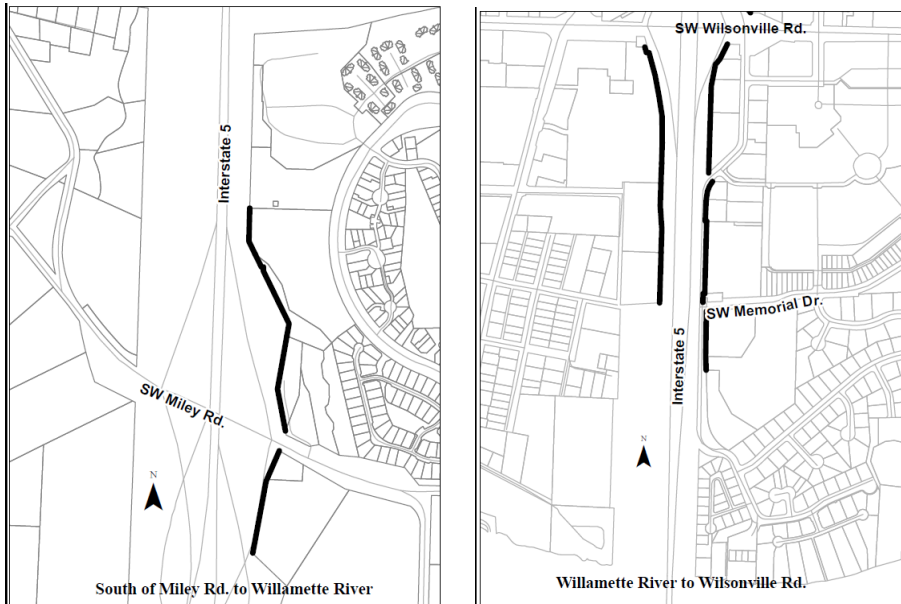 Interstate 5
SW Miley Rd.
N
South of Miley Rd. to Willamette River
SW Wilsonville Rd.
SW Memorial Dr.
Interstate 5
N
Willamette River to Wilsonville Rd.